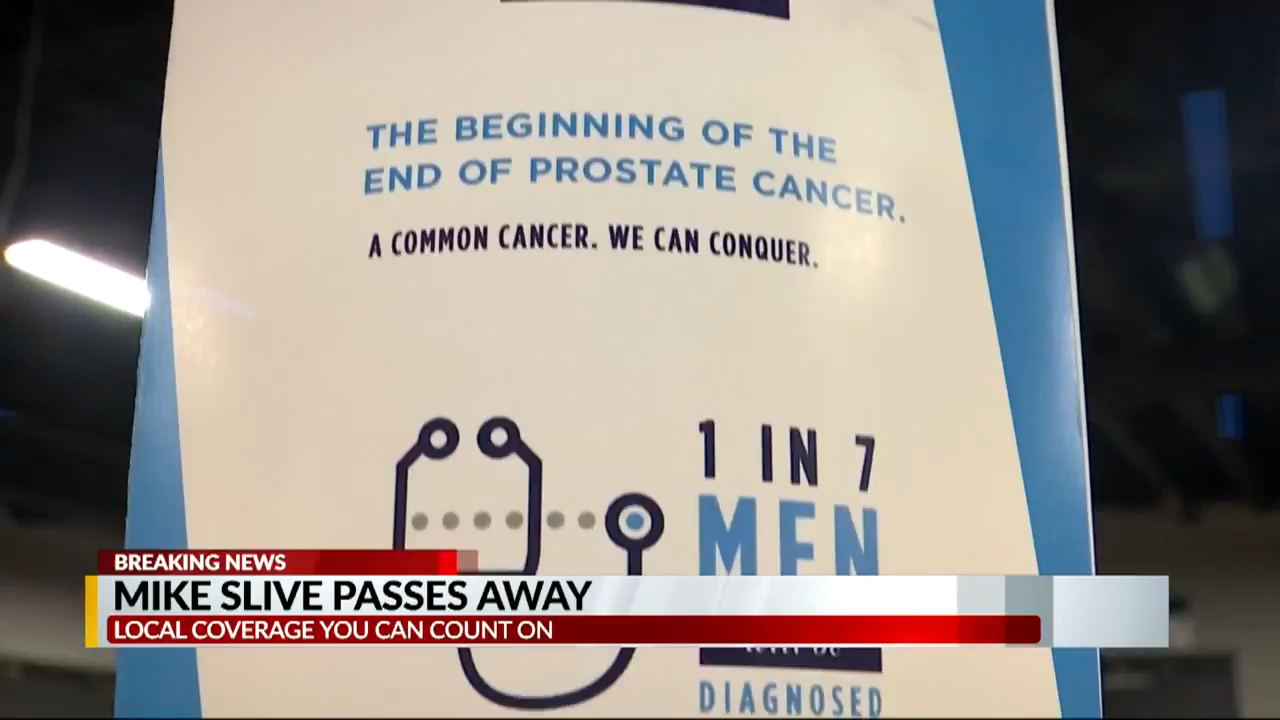 THE BEGINNING OF THE
END OF PROSTATE CANCER.
A COMMON CANCER. WE CAN CONQUER.
1 IN 7
MEN
BREAKING NEWS
MIKE SLIVE PASSES AWAY
LOCAL COVERAGE YOU CAN COUNT ON
DIAGNOSED